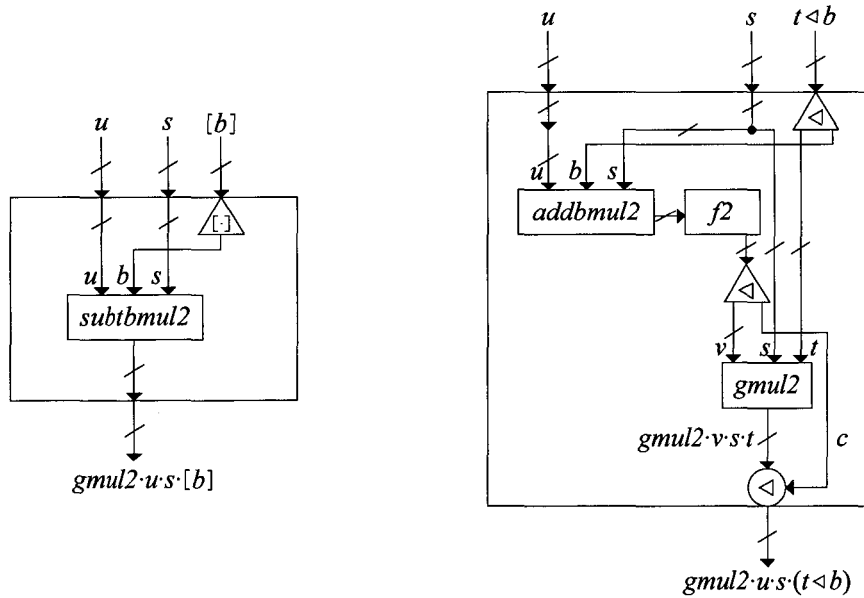 u s [b]
[·]
u b s
subtbmul2
gmul2·u·s·[b]
u s t◁b
◁
u b s
addbmul2 f2
◁
v s t
gmul2
gmul2·v·s·t c
◁
gmul2·u·s·(t◁b)